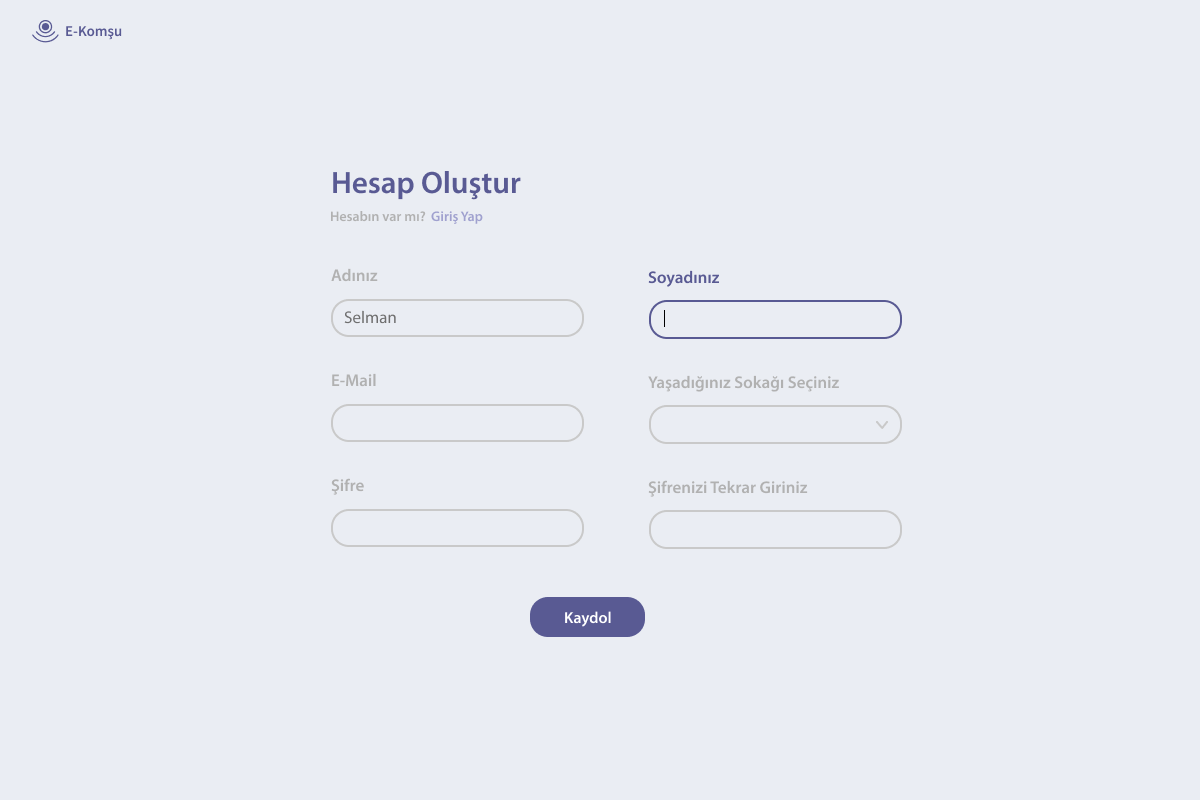 E-Komşu
Hesap Oluştur
Hesabın var mı? Giriş Yap
Adınız
Soyadınız
Selman
E-Mail
Yaşadığınız Sokağı Seçiniz
Şifre
Şifrenizi Tekrar Giriniz
Kaydol